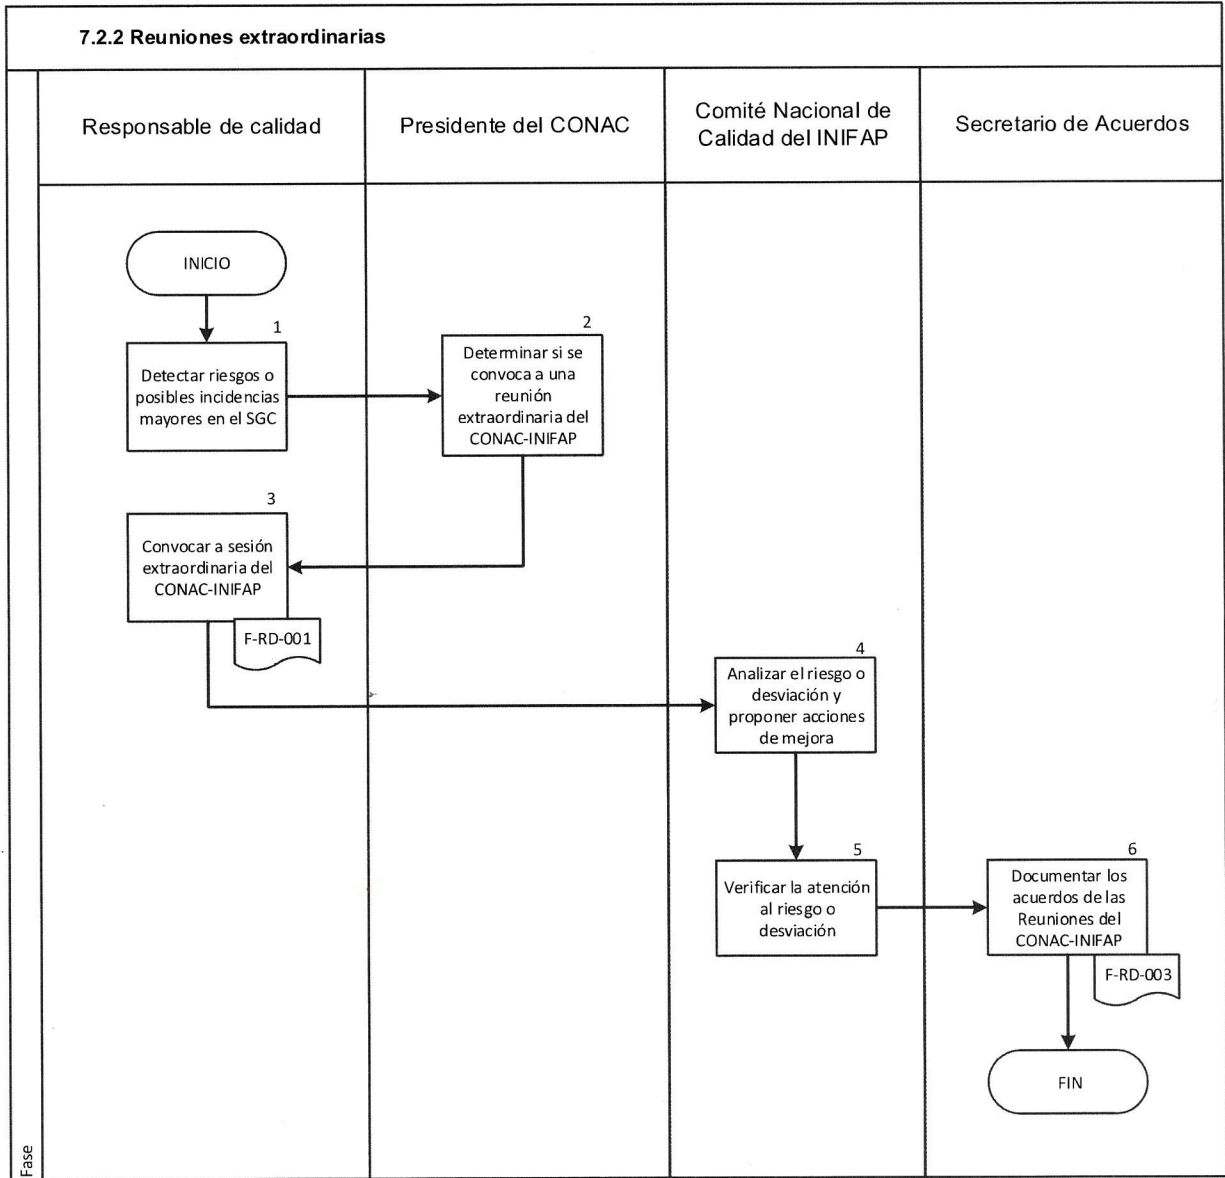 7.2.2 Reuniones extraordinarias
Responsable de calidad
Presidente del CONAC
Comité Nacional de
Calidad del INIFAP
Secretario de Acuerdos
INICIO
1
Detectar riesgos o
posibles incidencias
mayores en el SGC
2
Determinar si se
convoca a una
reunión
extraordinaria del
CONAC-INIFAP
3
Convocar a sesión
extraordinaria del
CONAC-INIFAP
F-RD-001
4
Analizar el riesgo o
desviación y
proponer acciones
de mejora
5
Verificar la atención
al riesgo o
desviación
6
Documentar los
acuerdos de las
Reuniones del
CONAC-INIFAP
F-RD-003
FIN
Fase